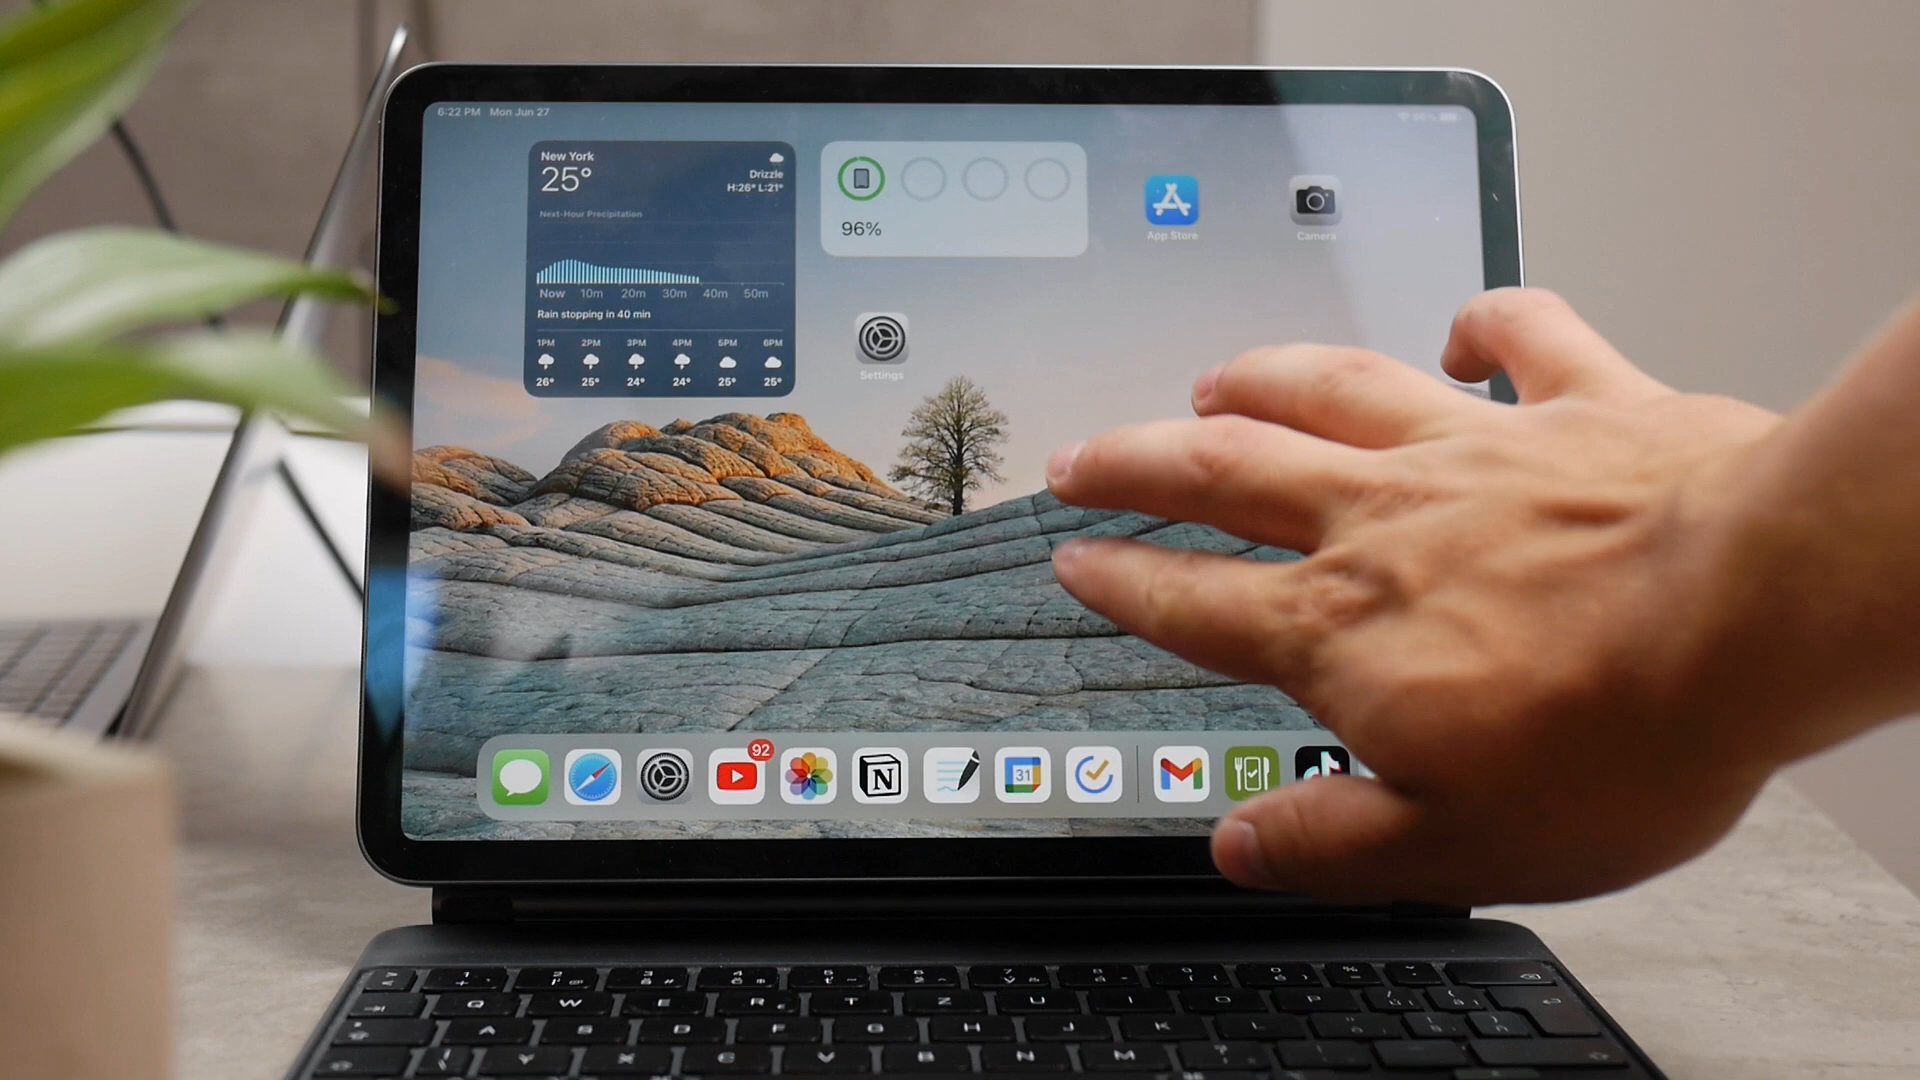 6:22 PM Mon Jun 27
New York
25°
Drizzle
H:26° L:21°
Next-Hour Precipitation
Now 10m 20m 30m 40m 50m
Rain stopping in 40 min
1PM 2PM 3PM 4PM 5PM 6PM
26° 25° 24° 24° 25° 25°
96%
App Store
Camera
Settings
92
N
31
Q W E R T Z U I O P
A S D F G H J K L
Y X C V B N M